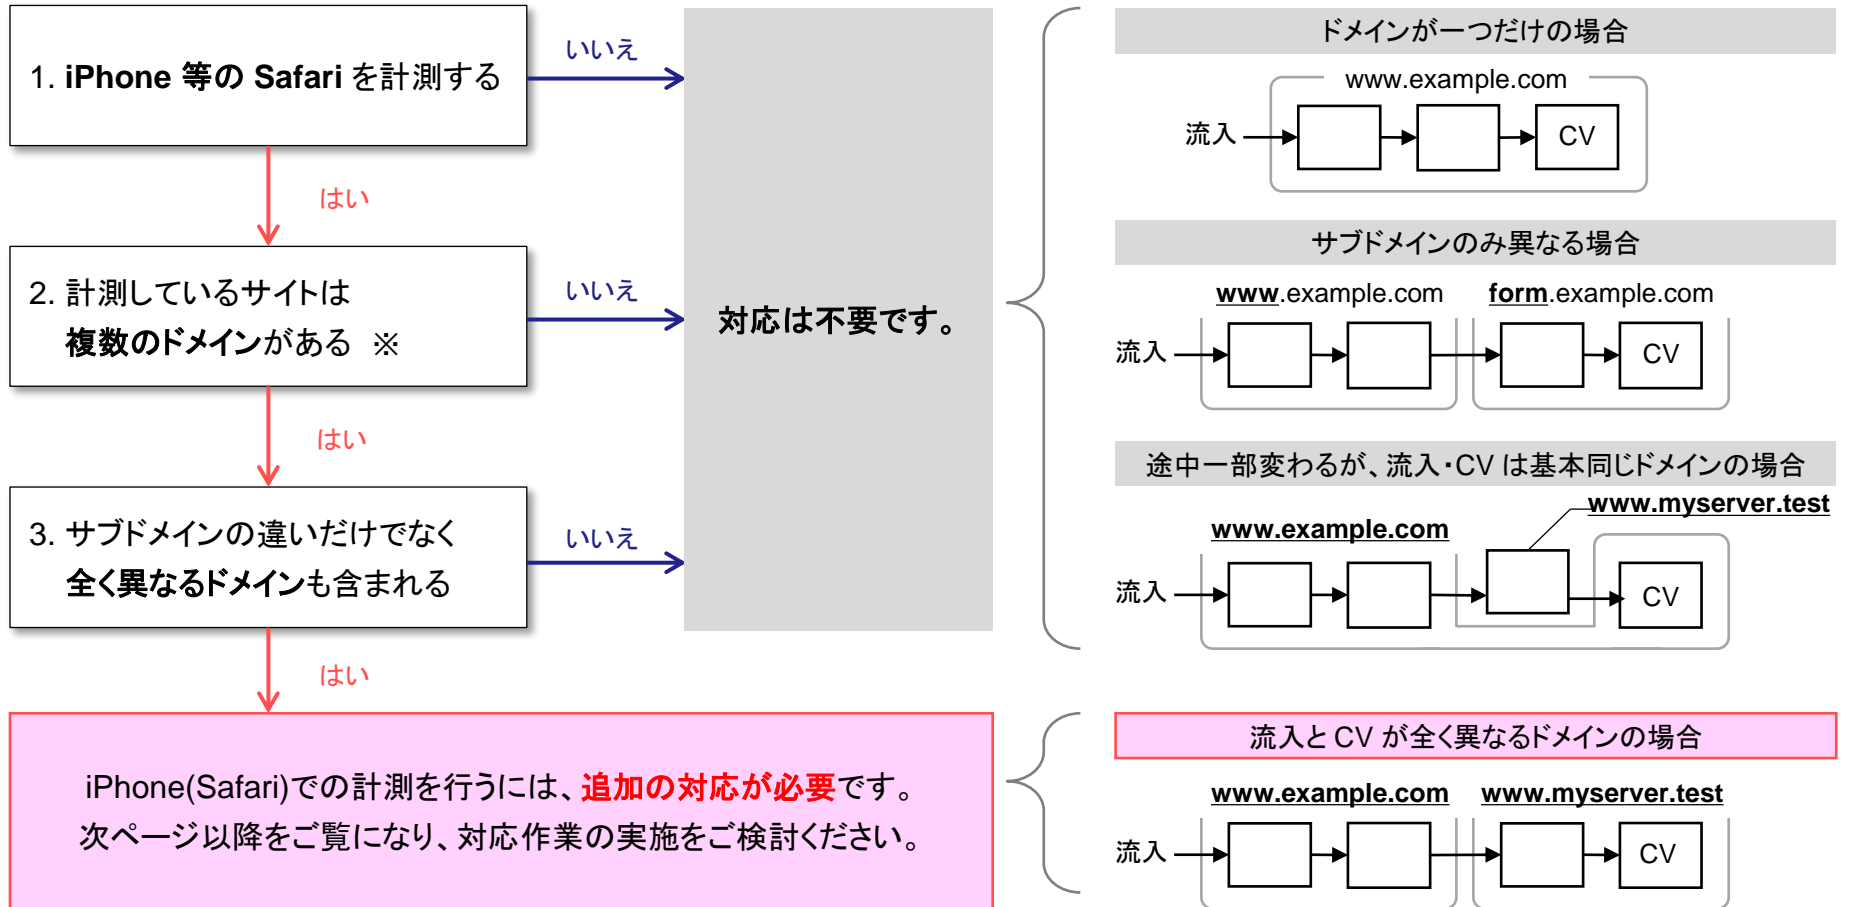 1. iPhone 等の Safari を計測する
いいえ
はい
2. 計測しているサイトは
複数のドメインがある ※
いいえ
はい
3. サブドメインの違いだけでなく
全く異なるドメインも含まれる
いいえ
はい
対応は不要です。
iPhone(Safari)での計測を行うには、追加の対応が必要です。
次ページ以降をご覧になり、対応作業の実施をご検討ください。
ドメインが一つだけの場合
www.example.com
流入
CV
サブドメインのみ異なる場合
www.example.com
form.example.com
流入
CV
途中一部変わるが、流入・CV は基本同じドメインの場合
www.myserver.test
www.example.com
流入
CV
流入と CV が全く異なるドメインの場合
www.example.com
www.myserver.test
流入
CV